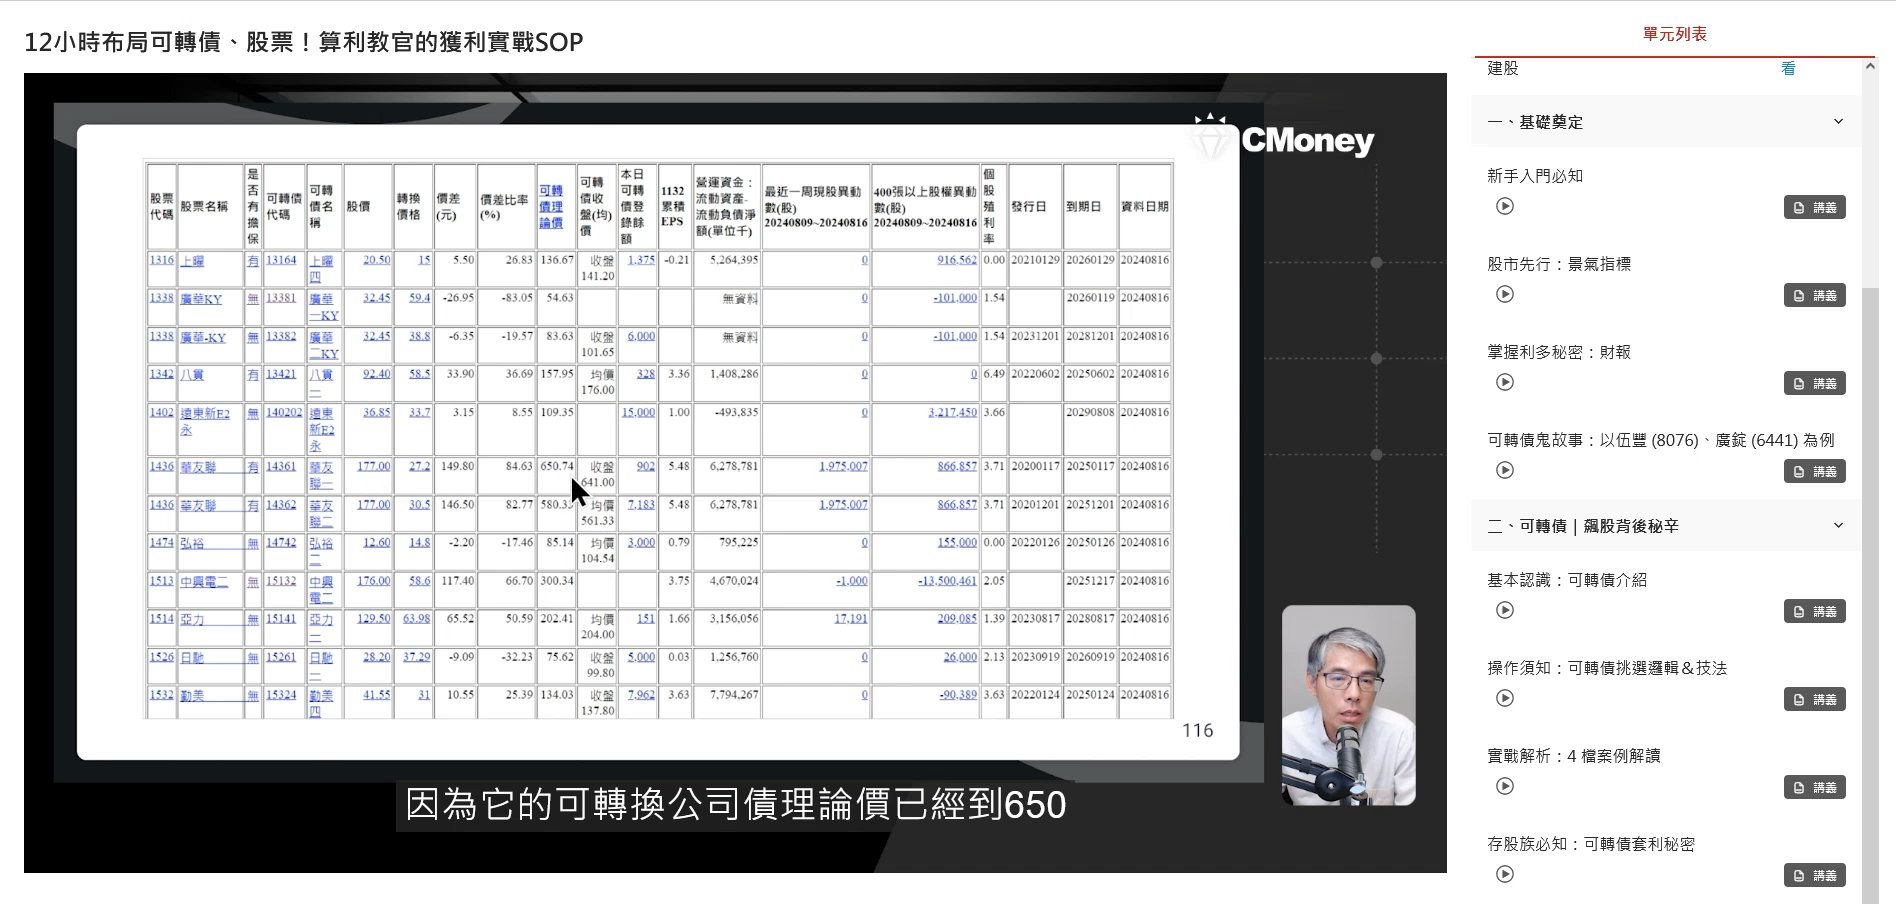 12小時布局可轉債、股票！算利教官的獲利實戰SOP
CMoney
股票代碼 股票名稱 是否有擔保 可轉債代碼 可轉債名稱 股價 轉換價格 價差(元) 價差比率(%) 可轉債理論價 可轉債收盤(均)價 本日可轉債登錄餘額 1132累積EPS 營運資金：流動資產-流動負債淨額(單位千) 最近一周現股異動數(股) 20240809~20240816 400張以上股權異動數(股) 20240809~20240816 個股殖利率 發行日 到期日 資料日期
1316 上曜 有 13164 上曜四 20.50 15 5.50 26.83 136.67 收盤 141.20 1,375 -0.21 5,264,395 0 916,562 0.00 20210129 20260129 20240816
1338 廣華KY 無 13381 廣華一KY 32.45 59.4 -26.95 -83.05 54.63 無資料 0 -101,000 1.54 20260119 20240816
1338 廣華-KY 無 13382 廣華二KY 32.45 38.8 -6.35 -19.57 83.63 收盤 101.65 6,000 無資料 0 -101,000 1.54 20231201 20281201 20240816
1342 八貫 有 13421 八貫一 92.40 58.5 33.90 36.69 157.95 均價 176.00 328 3.36 1,408,286 0 0 6.49 20220602 20250602 20240816
1402 遠東新E2永 無 140202 遠東新E2永 36.85 33.7 3.15 8.55 109.35 15,000 1.00 -493,835 0 3,217,450 3.66 20290808 20240816
1436 華友聯 有 14361 華友聯一 177.00 27.2 149.80 84.63 650.74 收盤 641.00 902 5.48 6,278,781 1,975,007 866,857 3.71 20200117 20250117 20240816
1436 華友聯 有 14362 華友聯二 177.00 30.5 146.50 82.77 580.33 均價 561.33 7,183 5.48 6,278,781 1,975,007 866,857 3.71 20201201 20251201 20240816
1474 弘裕 無 14742 弘裕二 12.60 14.8 -2.20 -17.46 85.14 均價 104.54 3,000 0.79 795,225 0 155,000 0.00 20220126 20250126 20240816
1513 中興電二 無 15132 中興電二 176.00 58.6 117.40 66.70 300.34 3.75 4,670,024 -1,000 -13,500,461 2.05 20251217 20240816
1514 亞力 無 15141 亞力一 129.50 63.98 65.52 50.59 202.41 均價 204.00 151 1.66 3,156,056 17,191 209,085 1.39 20230817 20280817 20240816
1526 日馳 無 15261 日馳一 28.20 37.29 -9.09 -32.23 75.62 收盤 99.80 5,000 0.03 1,256,760 0 26,000 2.13 20230919 20260919 20240816
1532 勤美 無 15324 勤美四 41.55 31 10.55 25.39 134.03 收盤 137.80 7,962 3.63 7,794,267 0 -90,389 3.63 20220124 20250124 20240816
116
因為它的可轉換公司債理論價已經到650
單元列表
建股 看
一、基礎奠定
新手入門必知
講義
股市先行：景氣指標
講義
掌握利多秘密：財報
講義
可轉債鬼故事：以伍豐 (8076)、廣錠 (6441) 為例
講義
二、可轉債 | 飆股背後秘辛
基本認識：可轉債介紹
講義
操作須知：可轉債挑選邏輯＆技法
講義
實戰解析：4 檔案例解讀
講義
存股族必知：可轉債套利秘密
講義